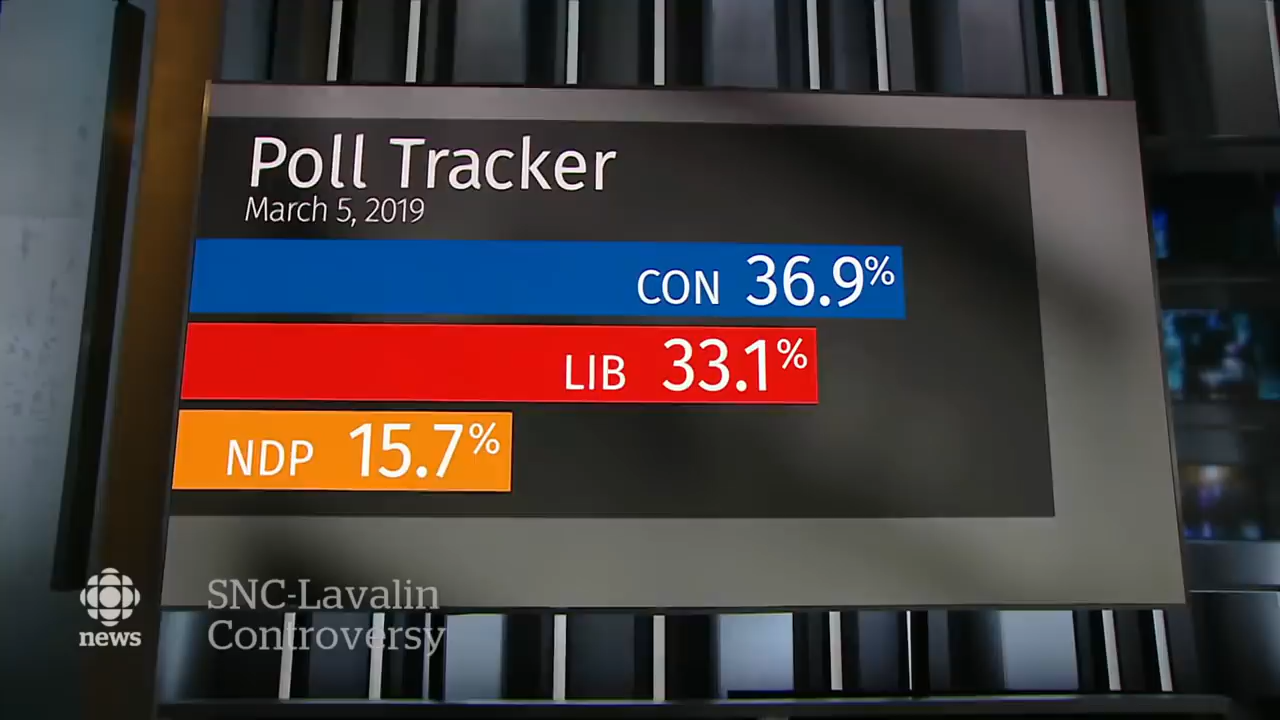 Poll Tracker
March 5, 2019
CON 36.9%
LIB 33.1%
NDP 15.7%
SNC-Lavalin
Controversy
news